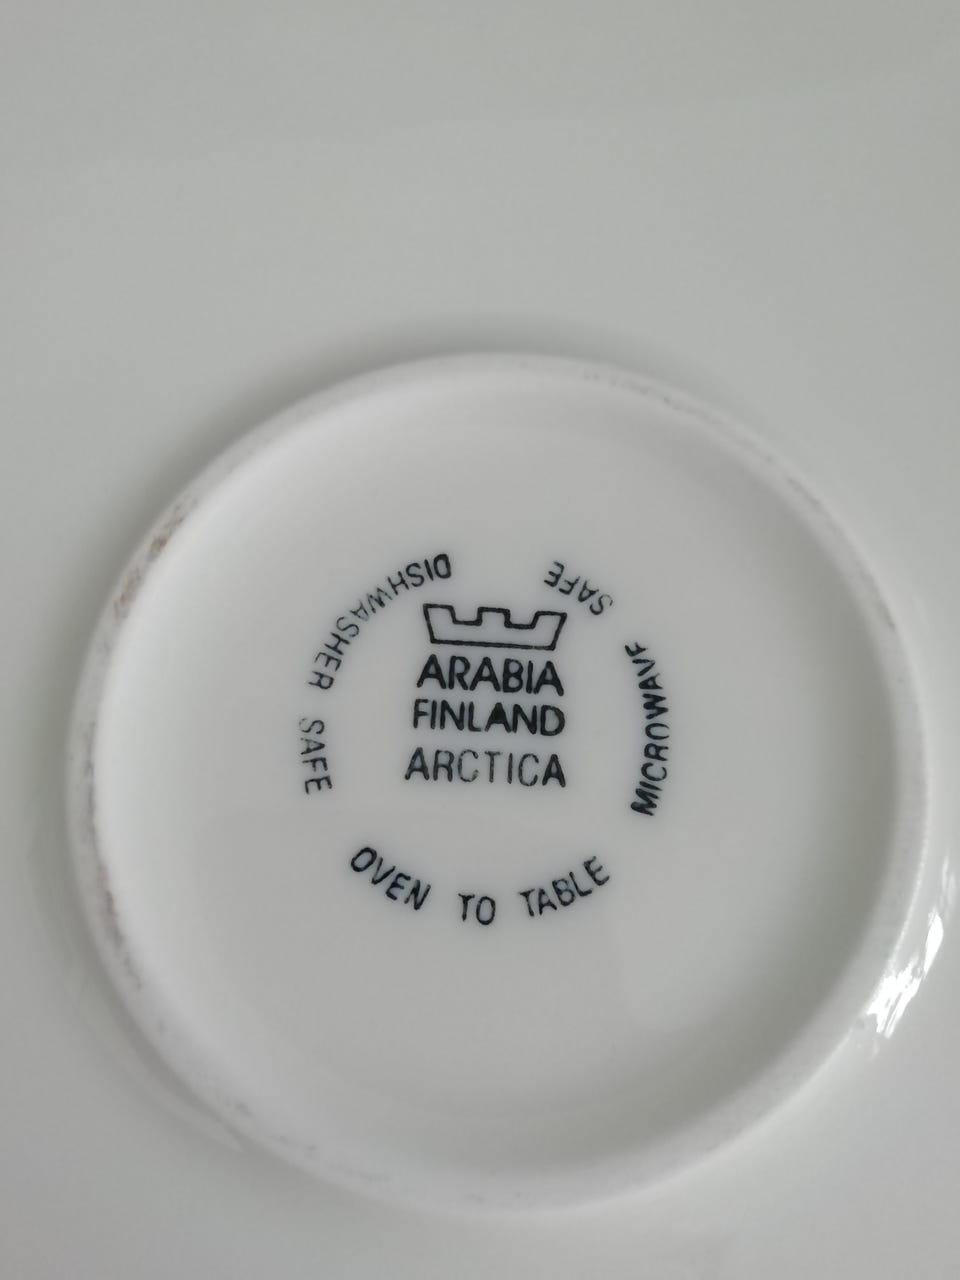 ARABIA
FINLAND
ARCTICA
DISHWASHER SAFE
OVEN TO TABLE
MICROWAVE SAFE